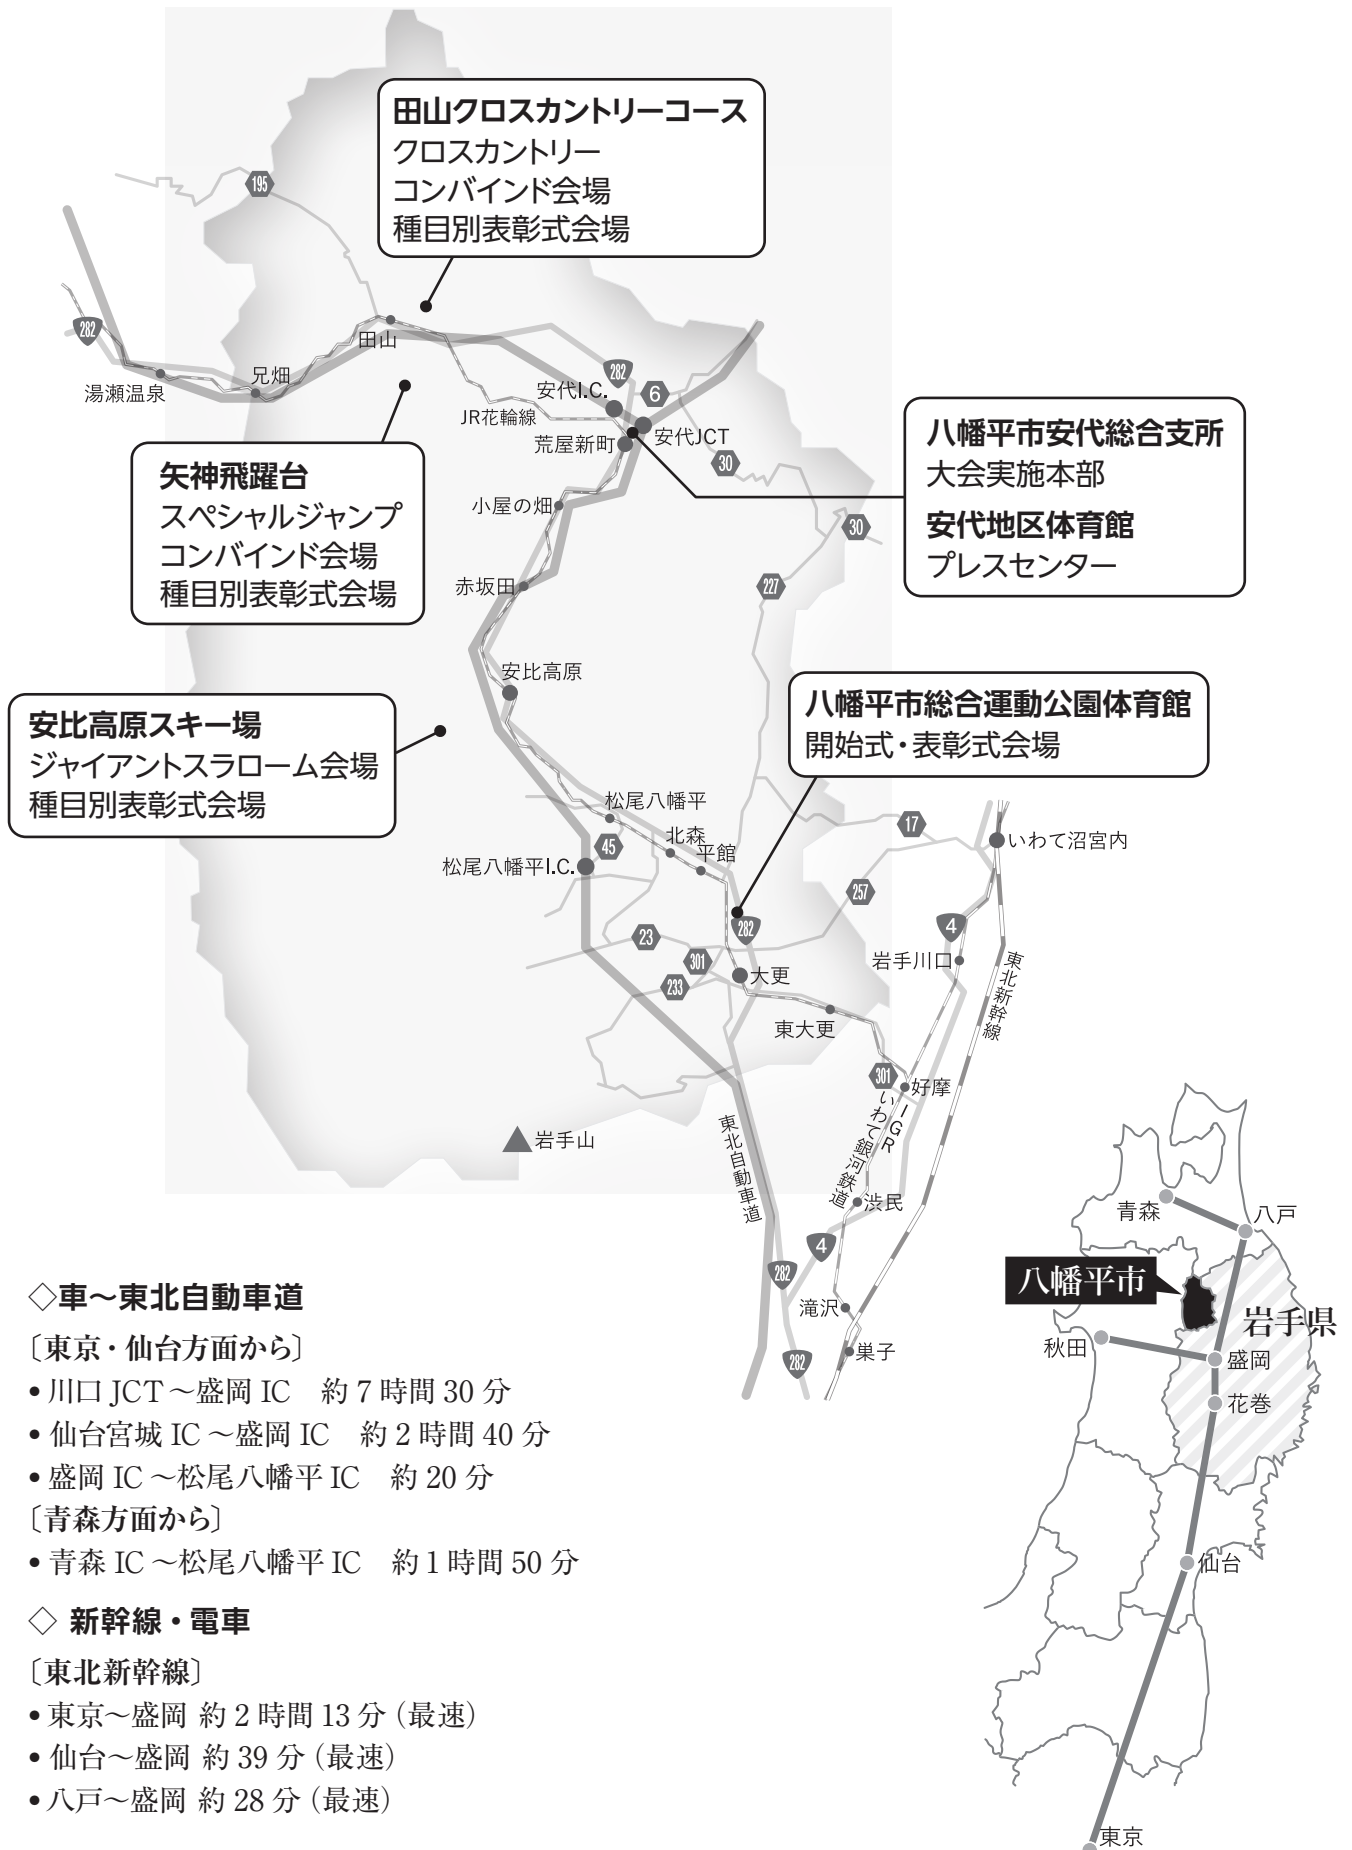 田山クロスカントリーコース
クロスカントリー
コンバインド会場
種目別表彰式会場
195
282
田山
湯瀬温泉
兄畑
JR花輪線
安代I.C.
282
6
荒屋新町
安代JCT
30
30
227
小屋の畑
赤坂田
安比高原
矢神飛躍台
スペシャルジャンプ
コンバインド会場
種目別表彰式会場
八幡平市安代総合支所
大会実施本部
安代地区体育館
プレスセンター
安比高原スキー場
ジャイアントスラローム会場
種目別表彰式会場
八幡平市総合運動公園体育館
開始式・表彰式会場
松尾八幡平
北森
平館
45
松尾八幡平I.C.
17
いわて沼宮内
257
282
4
23
301
233
大更
岩手川口
東北新幹線
東大更
301
好摩
IGR
いわて銀河鉄道
岩手山
東北自動車道
渋民
4
282
滝沢
282
巣子
◇車～東北自動車道
〔東京・仙台方面から〕
• 川口 JCT～盛岡 IC 約 7 時間 30 分
• 仙台宮城 IC ～盛岡 IC 約 2 時間 40 分
• 盛岡 IC ～松尾八幡平 IC 約 20 分
〔青森方面から〕
• 青森 IC ～松尾八幡平 IC 約 1 時間 50 分
◇ 新幹線・電車
〔東北新幹線〕
• 東京～盛岡 約 2 時間 13 分（最速）
• 仙台～盛岡 約 39 分（最速）
• 八戸～盛岡 約 28 分（最速）
青森
八戸
八幡平市
岩手県
秋田
盛岡
花巻
仙台
東京